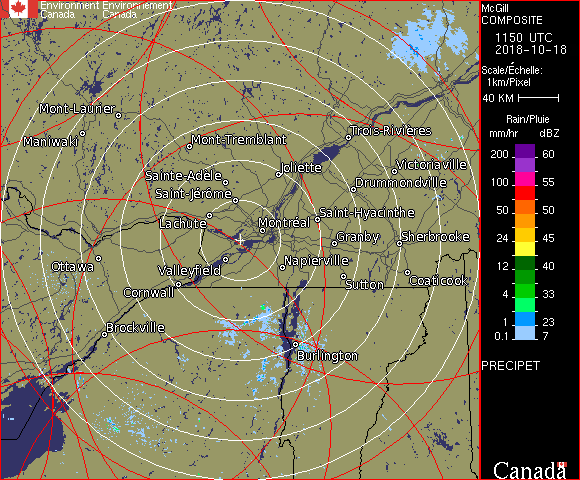 Environment Environnement
Canada Canada
Mont-Laurier
Maniwaki
Mont-Tremblant
Trois-Rivières
Joliette
Victoriaville
Sainte-Adèle
Drummondville
Saint-Jérôme
Saint-Hyacinthe
Lachute
Montréal
Granby
Sherbrooke
Ottawa
Valleyfield
Napierville
Cornwall
Sutton
Coaticook
Brockville
Burlington
McGill
COMPOSITE
1150 UTC
2018-10-18
Scale/Échelle:
1km/Pixel
40 KM
Rain/Pluie
mm/hr dBZ
200 60
55
100 55
50 50
24 45
12 40
4 33
1 23
0.1 7
PRECIPET
Canada